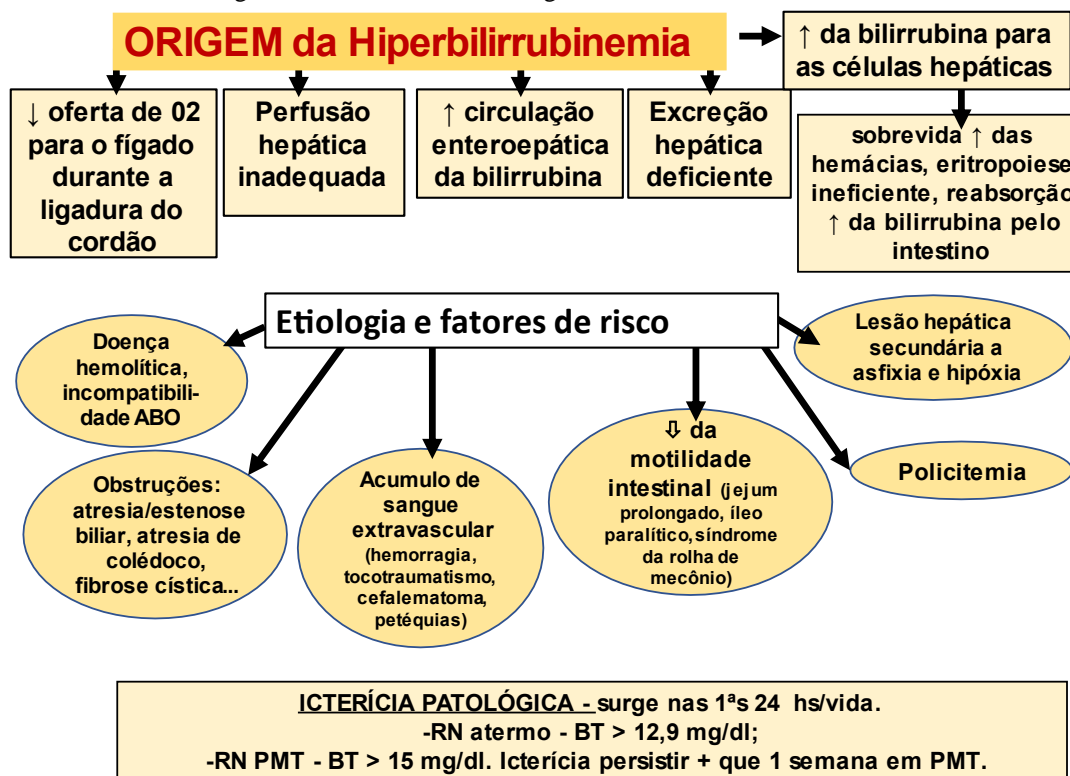 ORIGEM da Hiperbilirrubinemia
↑ da bilirrubina para
as células hepáticas
↓ oferta de 02
para o fígado
durante a
ligadura do
cordão
Perfusão
hepática
inadequada
↑ circulação
enteroepática
da bilirrubina
Excreção
hepática
deficiente
sobrevida ↑ das
hemácias, eritropoiese
ineficiente, reabsorção
↑ da bilirrubina pelo
intestino
Etiologia e fatores de risco
Doença
hemolítica,
incompatibili-
dade ABO
Lesão hepática
secundária a
asfixia e hipóxia
Obstruções:
atresia/estenose
biliar, atresia de
colédoco,
fibrose cística...
Acumulo de
sangue
extravascular
(hemorragia,
tocotraumatismo,
cefalematoma,
petéquias)
⇩ da
motilidade
intestinal (jejum
prolongado, íleo
paralítico, síndrome
da rolha de
mecônio)
Policitemia
ICTERÍCIA PATOLÓGICA - surge nas 1ªs 24 hs/vida.
-RN atermo - BT > 12,9 mg/dl;
-RN PMT - BT > 15 mg/dl. Icterícia persistir + que 1 semana em PMT.